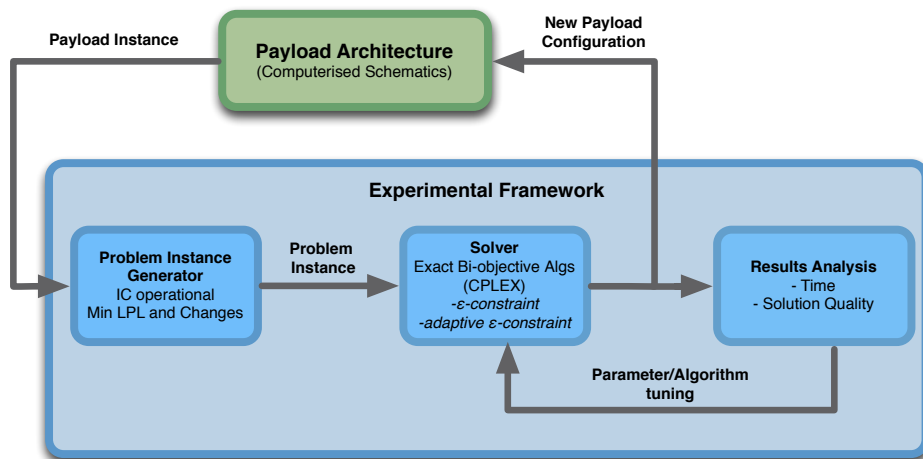 Payload Instance
Payload Architecture
(Computerised Schematics)
New Payload
Configuration
Experimental Framework
Problem Instance
Generator
IC operational
Min LPL and Changes
Problem
Instance
Solver
Exact Bi-objective Algs
(CPLEX)
-ε-constraint
-adaptive ε-constraint
Results Analysis
- Time
- Solution Quality
Parameter/Algorithm
tuning